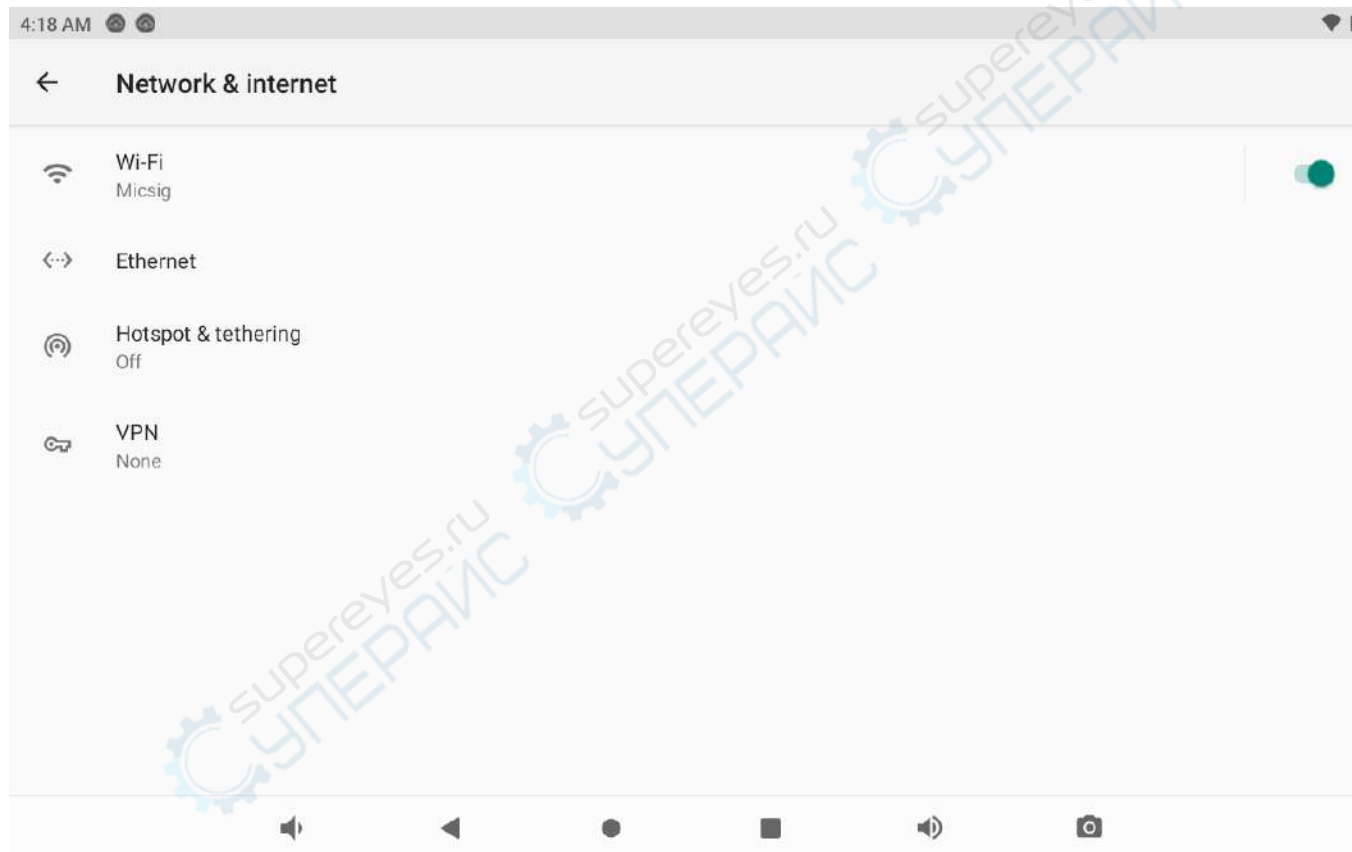 4:18 AM
Network & internet
Wi-Fi
Micsig
Ethernet
Hotspot & tethering
Off
VPN
None
supereyes.ru
СУПЕРАЙС
supereyes.ru
СУПЕРАЙС
supereyes.ru
СУПЕРАЙС